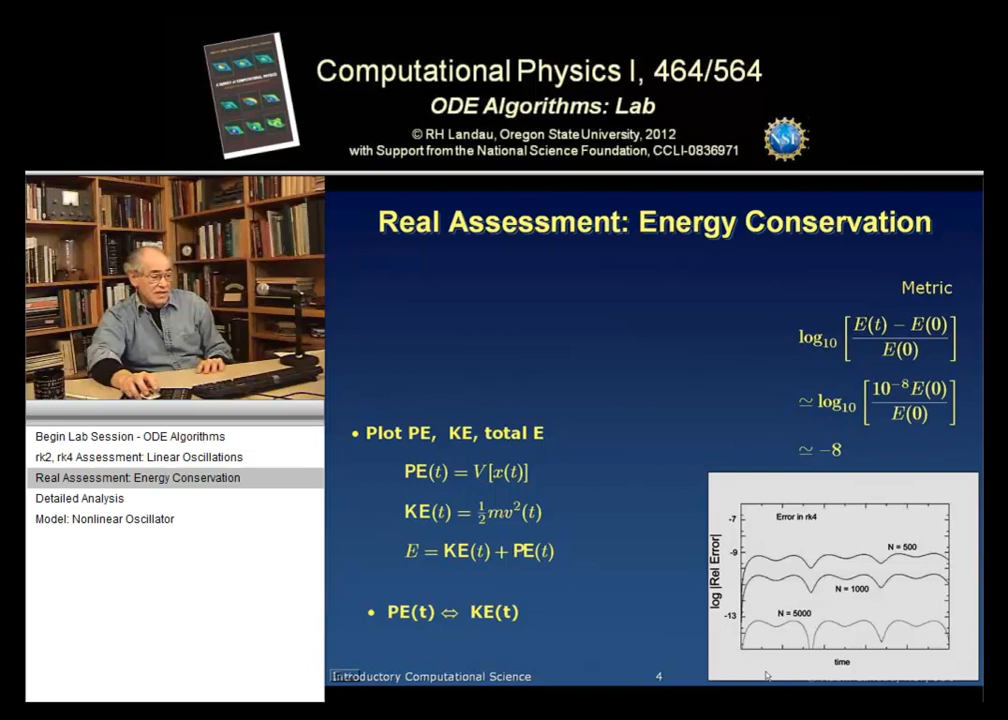 Computational Physics I, 464/564
ODE Algorithms: Lab
© RH Landau, Oregon State University, 2012
with Support from the National Science Foundation, CCLI-0836971
NSF
Real Assessment: Energy Conservation
Metric
log₁₀ [ (E(t) − E(0)) / E(0) ]
≃ log₁₀ [ 10⁻⁸E(0) / E(0) ]
≃ −8
• Plot PE, KE, total E
PE(t) = V[x(t)]
KE(t) = ½mv²(t)
E = KE(t) + PE(t)
• PE(t) ⇔ KE(t)
log |Rel Error|
-7
-9
-13
Error in rk4
N = 500
N = 1000
N = 5000
time
Introductory Computational Science
4
Begin Lab Session - ODE Algorithms
rk2, rk4 Assessment: Linear Oscillations
Real Assessment: Energy Conservation
Detailed Analysis
Model: Nonlinear Oscillator